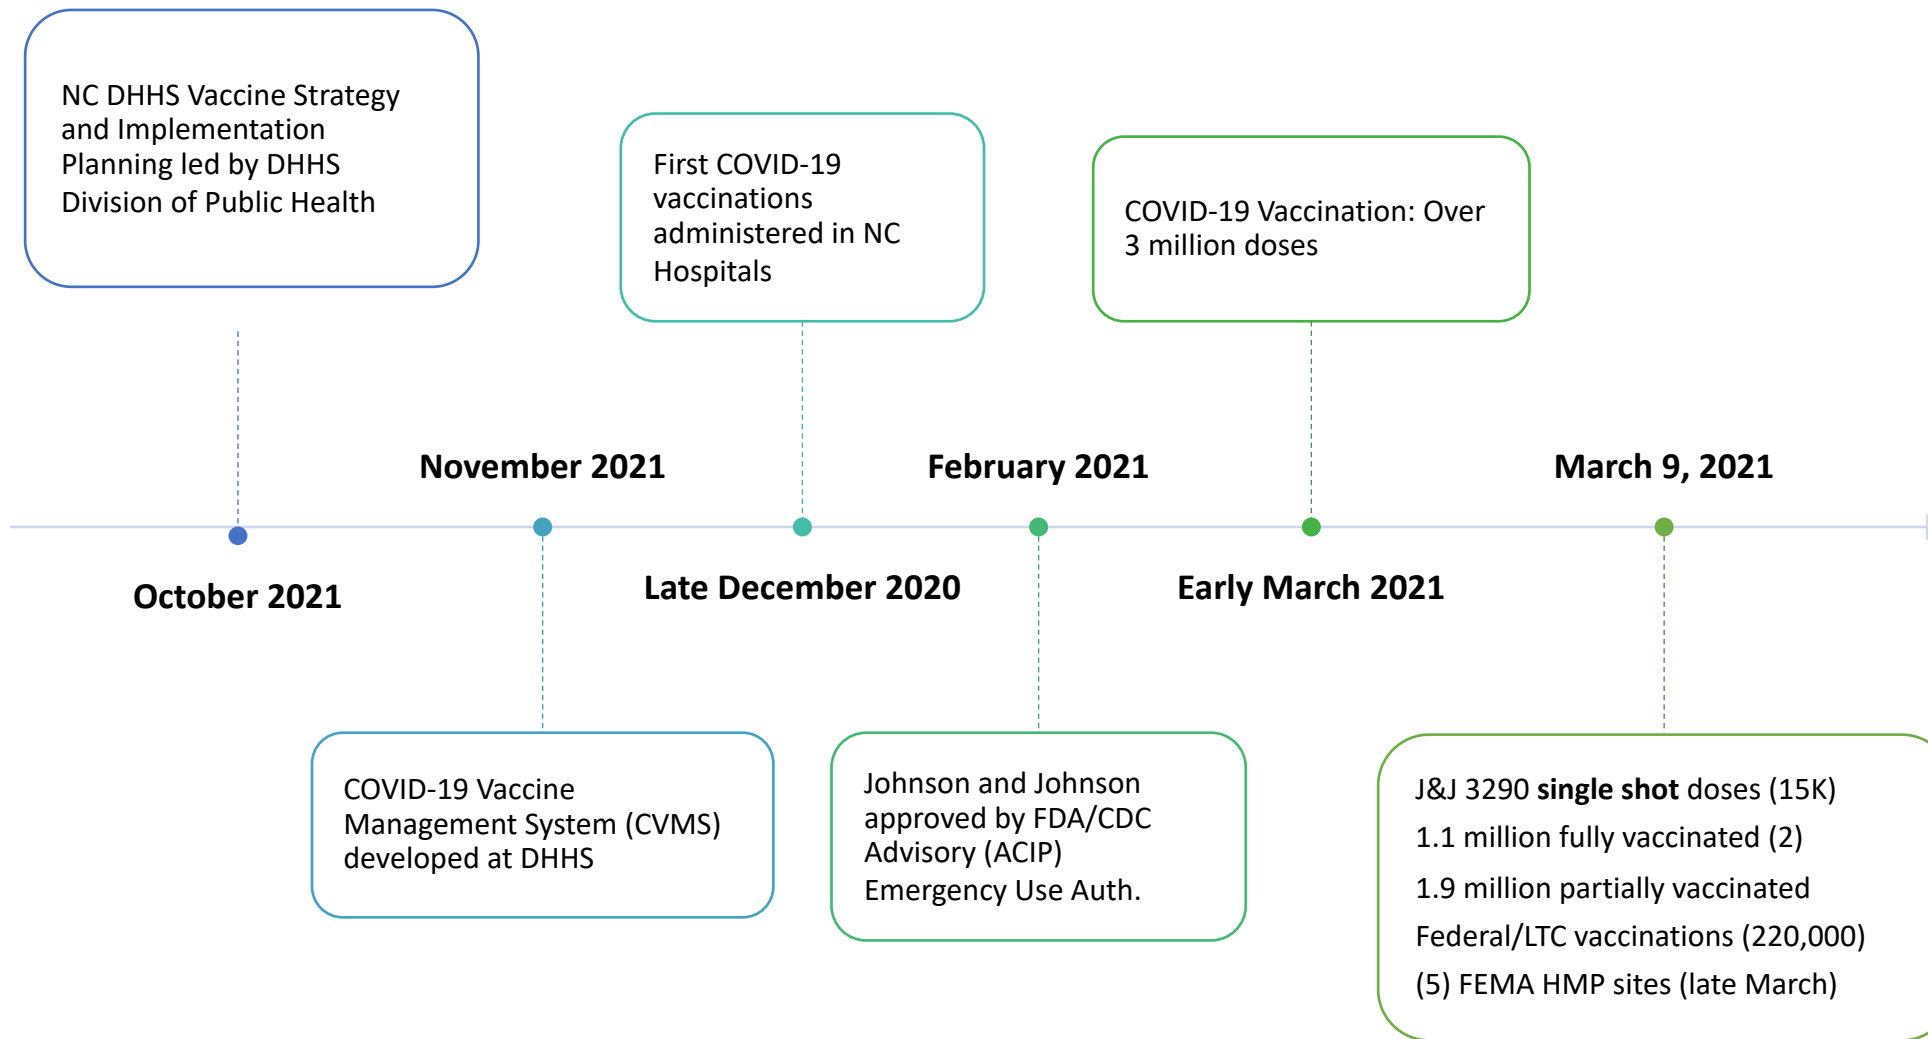 NC DHHS Vaccine Strategy
and Implementation
Planning led by DHHS
Division of Public Health
First COVID-19
vaccinations
administered in NC
Hospitals
COVID-19 Vaccination: Over
3 million doses
November 2021
February 2021
March 9, 2021
October 2021
Late December 2020
Early March 2021
COVID-19 Vaccine
Management System (CVMS)
developed at DHHS
Johnson and Johnson
approved by FDA/CDC
Advisory (ACIP)
Emergency Use Auth.
J&J 3290 single shot doses (15K)
1.1 million fully vaccinated (2)
1.9 million partially vaccinated
Federal/LTC vaccinations (220,000)
(5) FEMA HMP sites (late March)